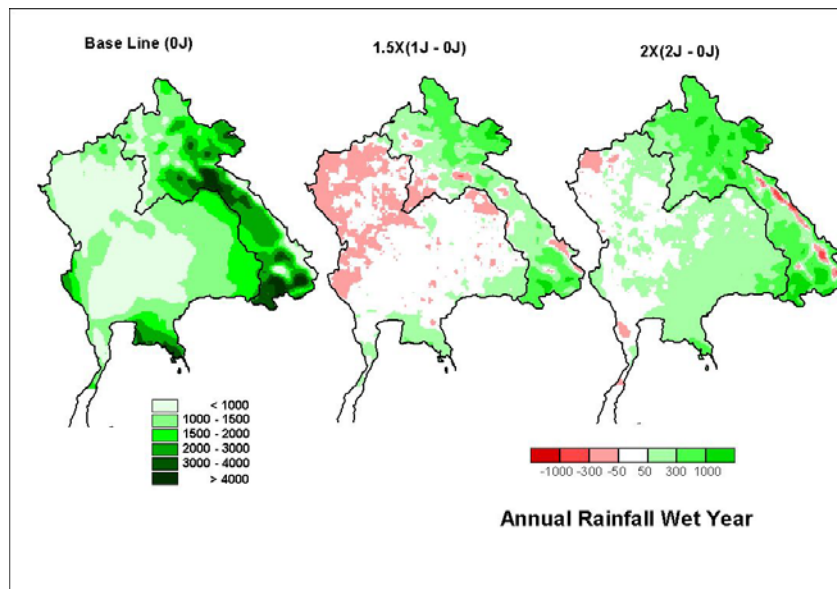 Base Line (0J)
1.5X(1J - 0J)
2X(2J - 0J)
< 1000
1000 - 1500
1500 - 2000
2000 - 3000
3000 - 4000
> 4000
-1000 -300 -50 50 300 1000
Annual Rainfall Wet Year